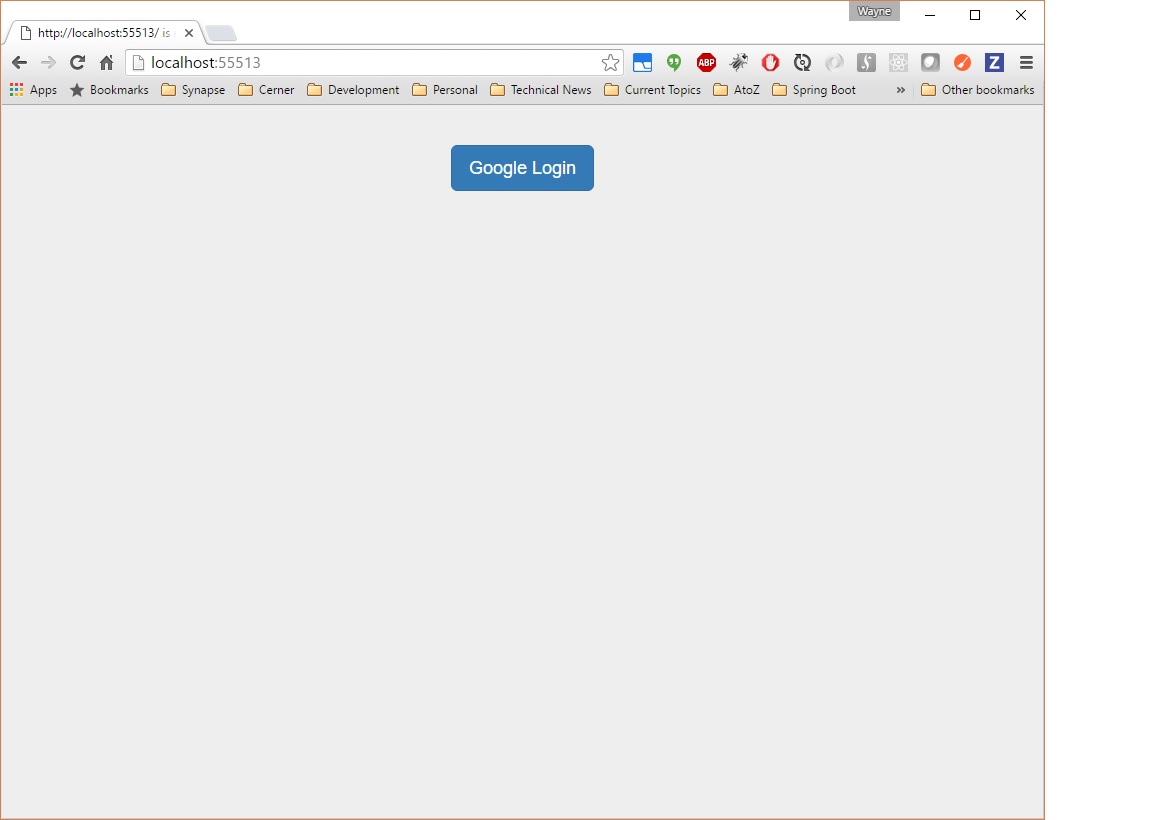 Wayne
http://localhost:55513/ is
localhost:55513
ABP
Z
Apps Bookmarks Synapse Cerner Development Personal Technical News Current Topics AtoZ Spring Boot » Other bookmarks
Google Login